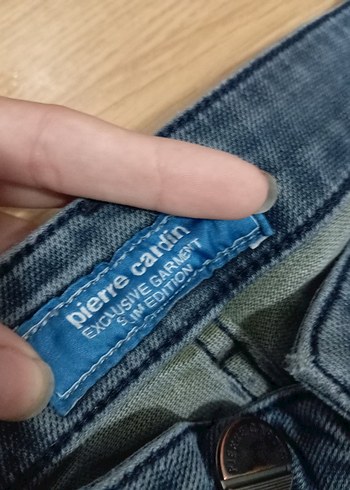 pierre cardin
EXCLUSIVE GARMENT
SLIM EDITION